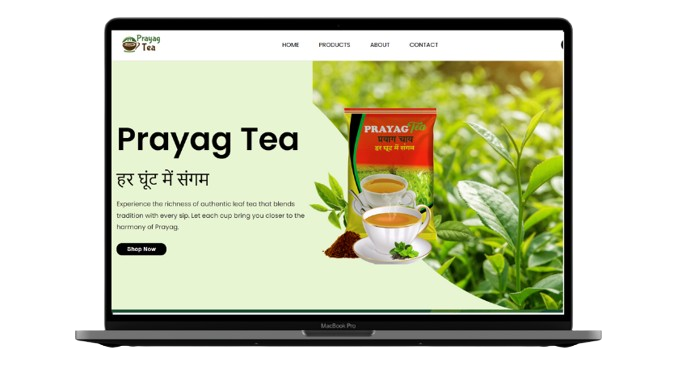 Prayag
Tea
HOME PRODUCTS ABOUT CONTACT
Prayag Tea
हर घूंट में संगम
Experience the richness of authentic leaf tea that blends
tradition with every sip. Let each cup bring you closer to the
harmony of Prayag.
Shop Now
PRAYAG Tea
प्रयाग चाय
हर घूंट में संगम
MacBook Pro